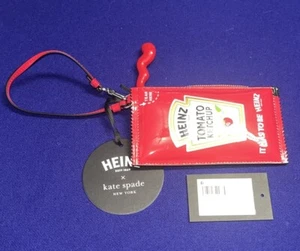 HEINZ
TOMATO
KETCHUP
IT HAS TO BE HEINZ
HEINZ
×
kate spade
NEW YORK